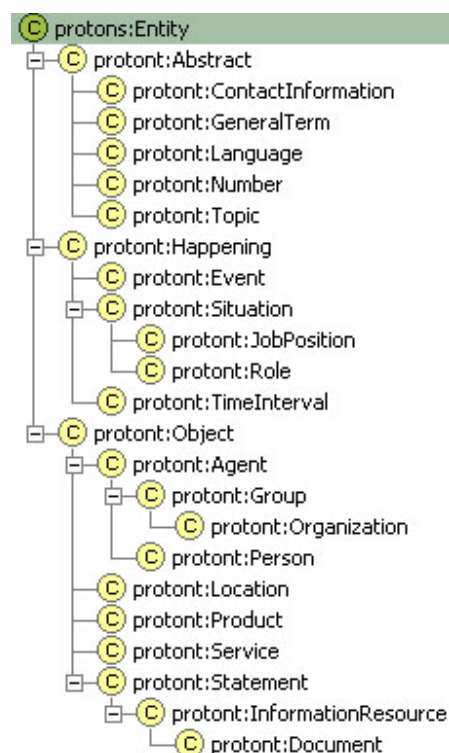 C protons:Entity
C protont:Abstract
C protont:ContactInformation
C protont:GeneralTerm
C protont:Language
C protont:Number
C protont:Topic
C protont:Happening
C protont:Event
C protont:Situation
C protont:JobPosition
C protont:Role
C protont:TimeInterval
C protont:Object
C protont:Agent
C protont:Group
C protont:Organization
C protont:Person
C protont:Location
C protont:Product
C protont:Service
C protont:Statement
C protont:InformationResource
C protont:Document